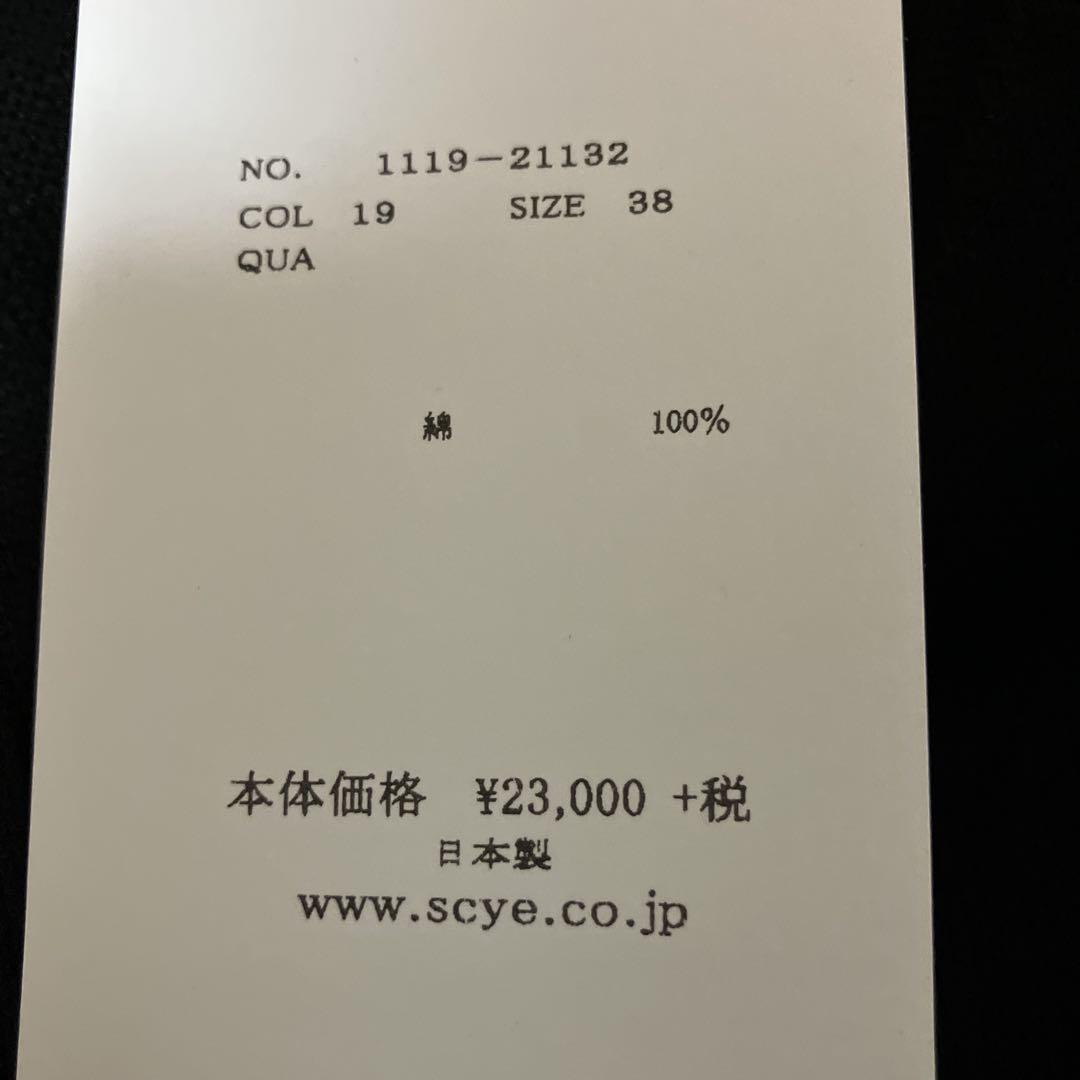 NO. 1119-21132
COL 19 SIZE 38
QUA
綿 100%
本体価格 ¥23,000 +税
日本製
www.scye.co.jp